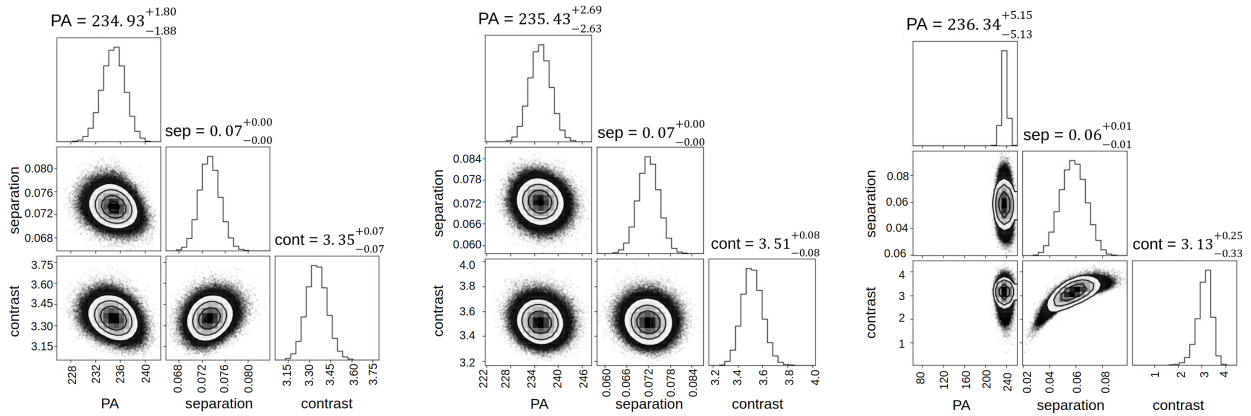 PA = 234.93 +1.80 −1.88
sep = 0.07 +0.00 −0.00
cont = 3.35 +0.07 −0.07
separation
0.080
0.076
0.072
0.068
contrast
3.75
3.60
3.45
3.30
3.15
228
232
236
240
0.068
0.072
0.076
0.080
3.15
3.30
3.45
3.60
3.75
PA
separation
contrast
PA = 235.43 +2.69 −2.63
sep = 0.07 +0.00 −0.00
cont = 3.51 +0.08 −0.08
separation
0.084
0.078
0.072
0.066
0.060
contrast
4.0
3.8
3.6
3.4
3.2
222
228
234
240
246
0.060
0.066
0.072
0.078
0.084
3.2
3.4
3.6
3.8
4.0
PA
separation
contrast
PA = 236.34 +5.15 −5.13
sep = 0.06 +0.01 −0.01
cont = 3.13 +0.25 −0.33
separation
0.08
0.06
0.04
0.06
contrast
4
3
2
1
80
120
160
200
240
0.02
0.04
0.06
0.08
1
2
3
4
PA
separation
contrast